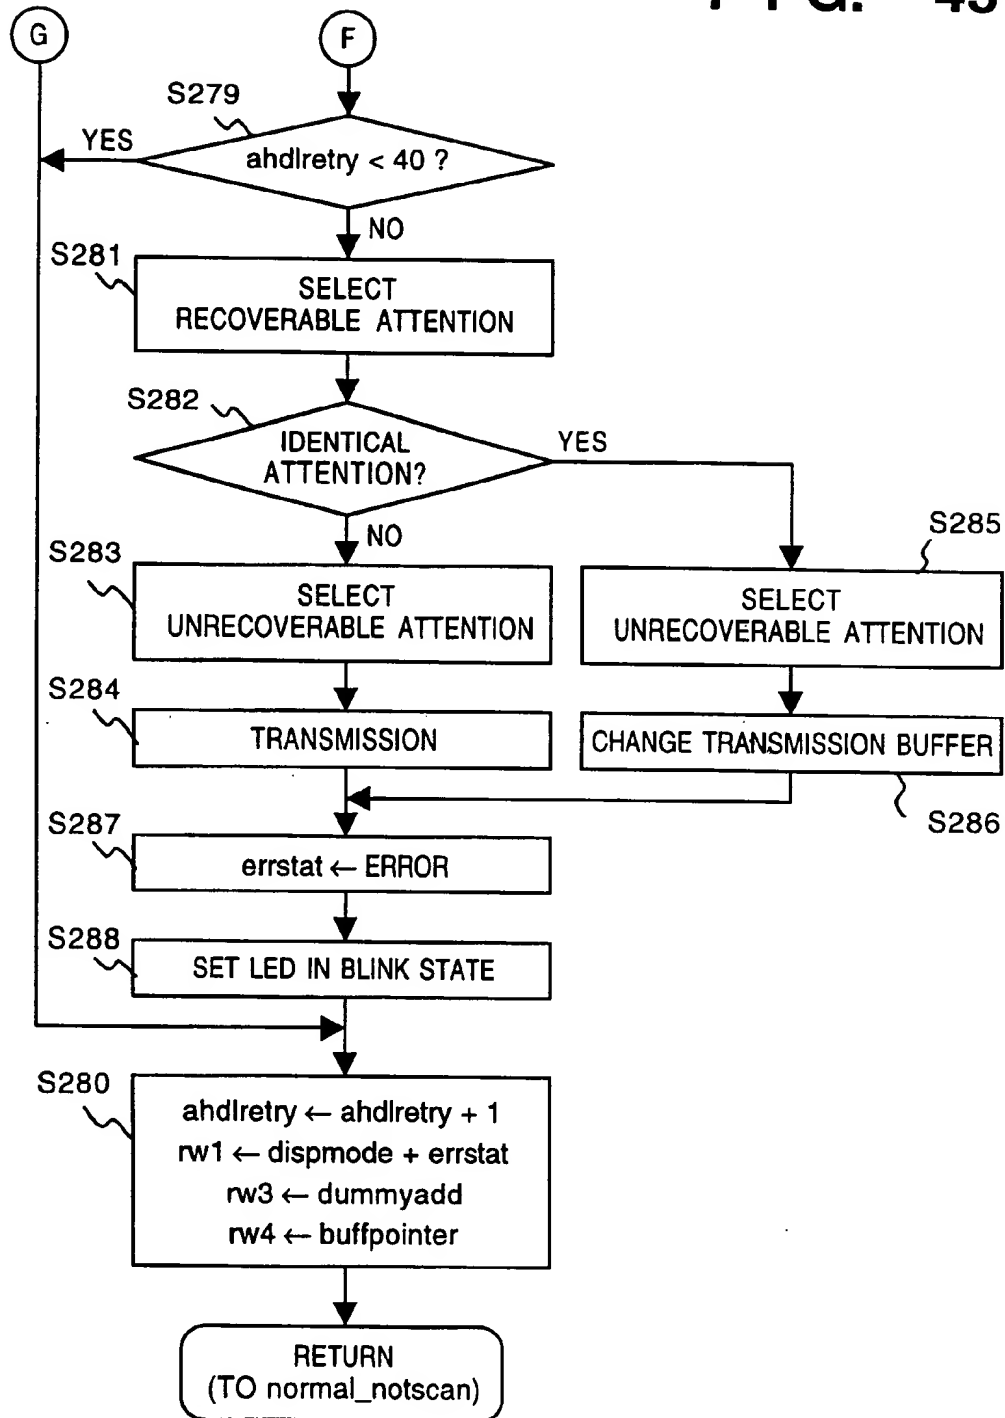 FIG. 43
G
F
S279
YES
ahdlretry < 40 ?
NO
S281
SELECT
RECOVERABLE ATTENTION
S282
IDENTICAL
ATTENTION?
YES
NO
S283
SELECT
UNRECOVERABLE ATTENTION
S285
SELECT
UNRECOVERABLE ATTENTION
S284
TRANSMISSION
CHANGE TRANSMISSION BUFFER
S286
S287
errstat ← ERROR
S288
SET LED IN BLINK STATE
S280
ahdlretry ← ahdlretry + 1
rw1 ← dispmode + errstat
rw3 ← dummyadd
rw4 ← buffpointer
RETURN
(TO normal_notscan)